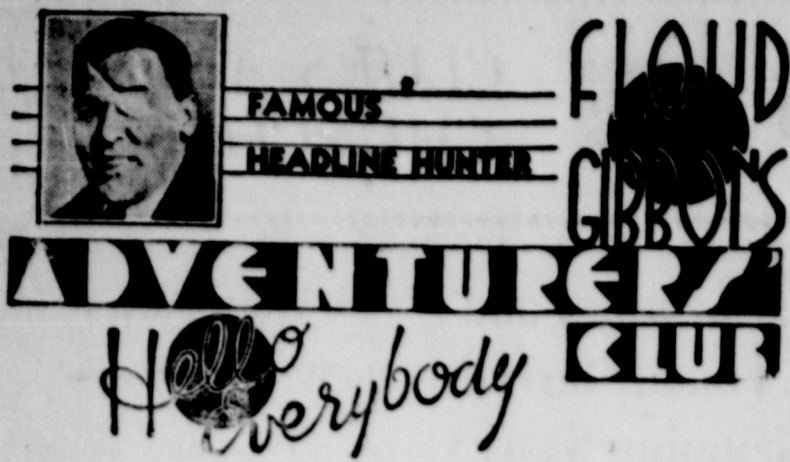 FAMOUS
HEADLINE HUNTER
FLOYD
GIBBONS
ADVENTURERS'
CLUB
Hello
Everybody